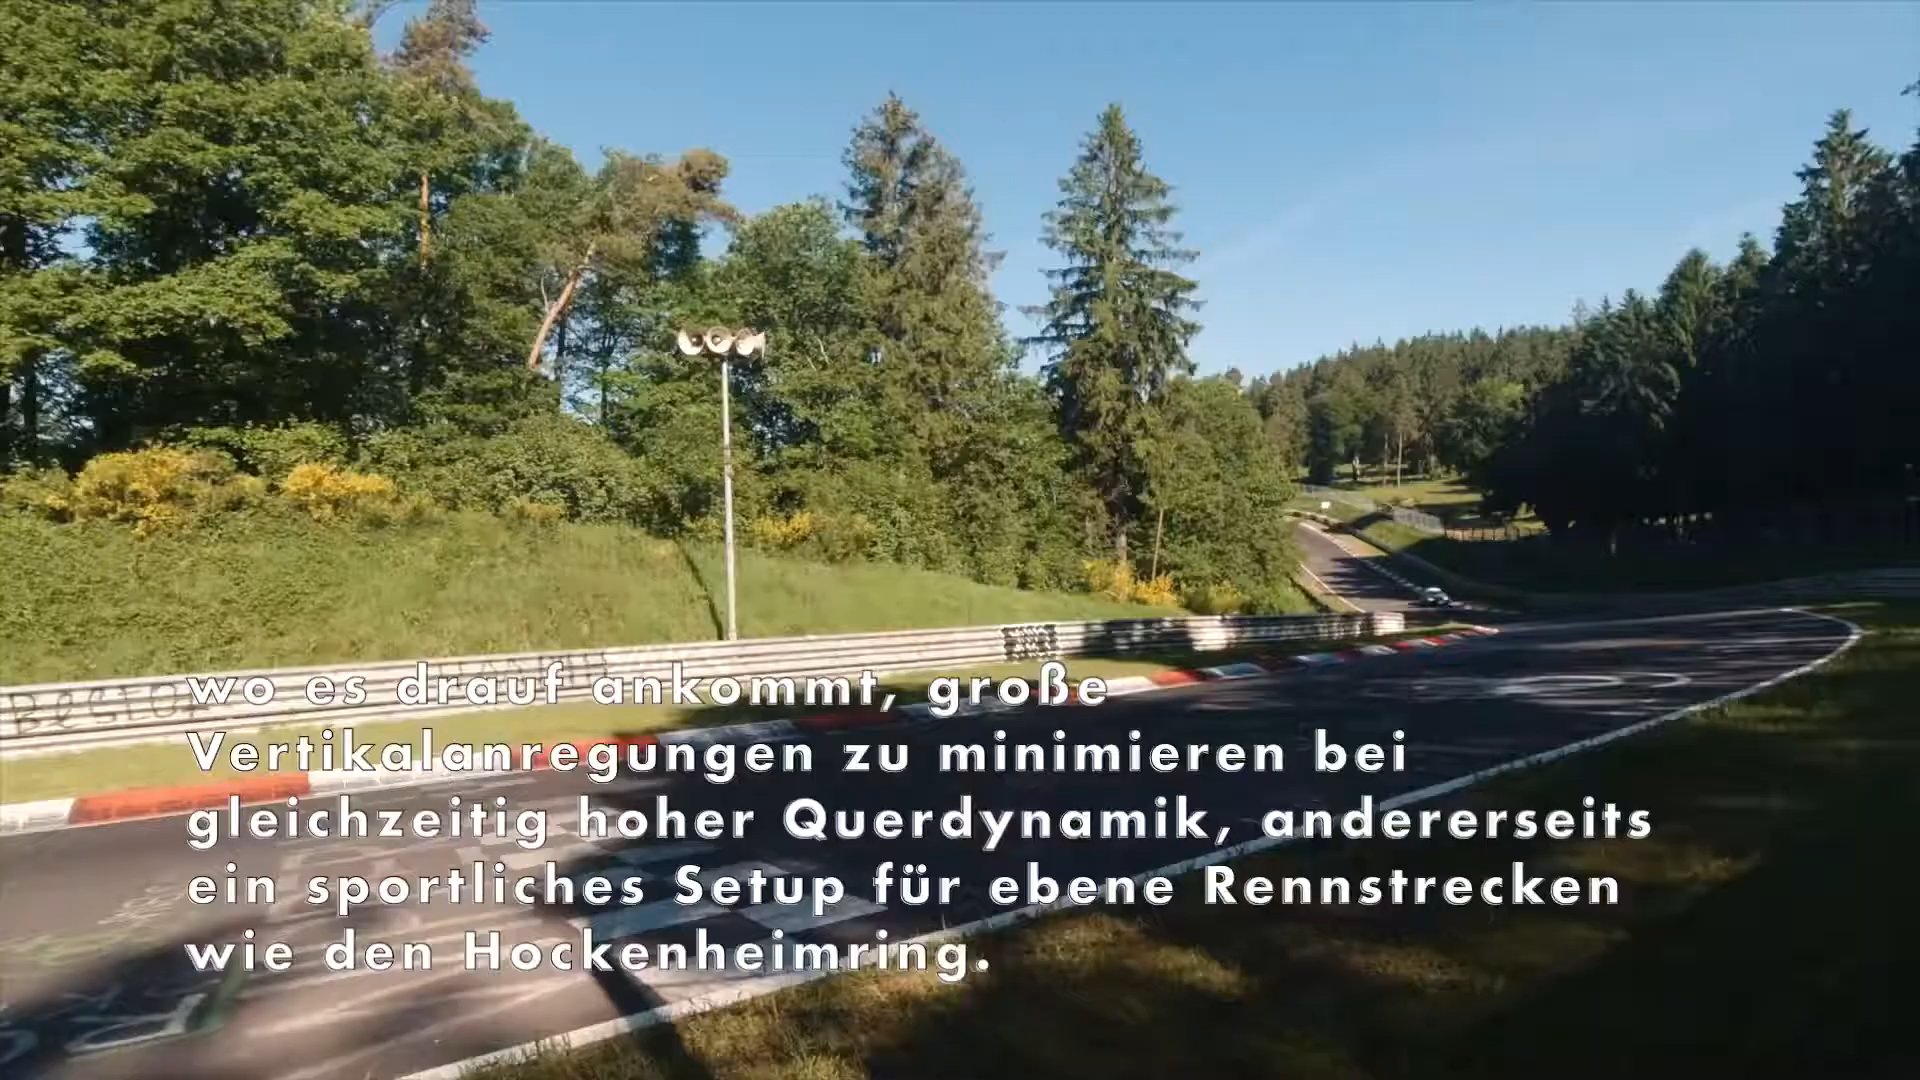 wo es drauf ankommt, große
Vertikalanregungen zu minimieren bei
gleichzeitig hoher Querdynamik, andererseits
ein sportliches Setup für ebene Rennstrecken
wie den Hockenheimring.